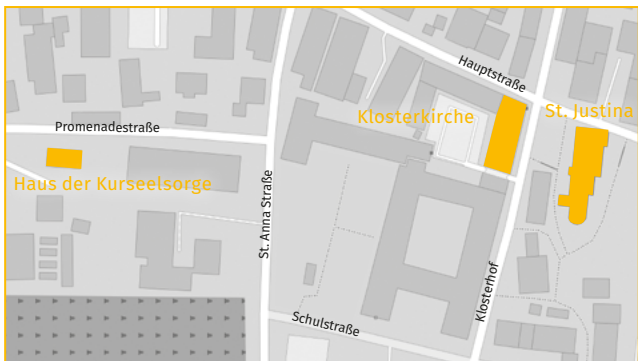 Hauptstraße
St. Justina
Klosterkirche
Promenadestraße
Haus der Kurseelsorge
St. Anna Straße
Klosterhof
Schulstraße